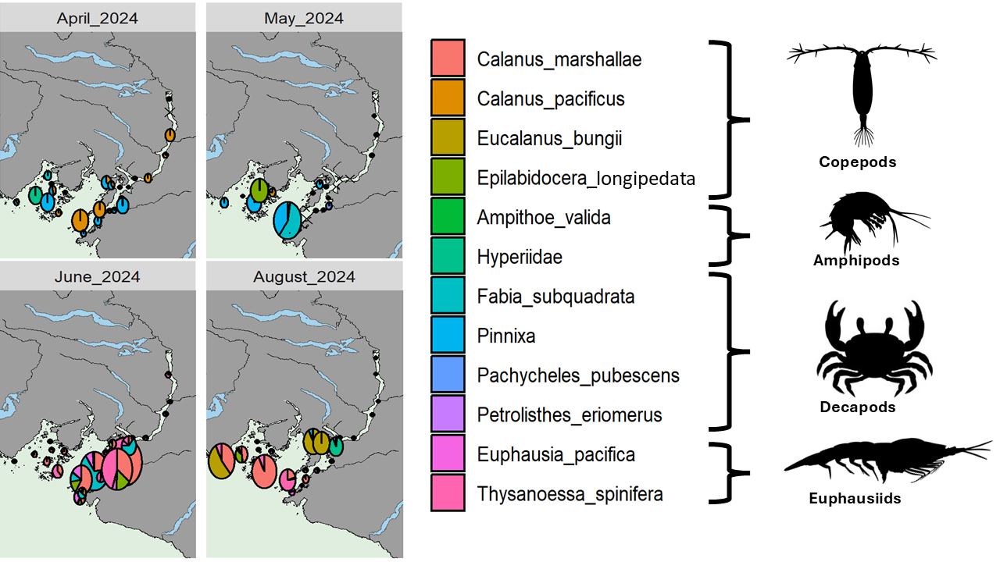 April_2024
May_2024
June_2024
August_2024
Calanus_marshallae
Calanus_pacificus
Eucalanus_bungii
Epilabidocera_longipedata
Ampithoe_valida
Hyperiidae
Fabia_subquadrata
Pinnixa
Pachycheles_pubescens
Petrolisthes_eriomerus
Euphausia_pacifica
Thysanoessa_spinifera
Copepods
Amphipods
Decapods
Euphausiids